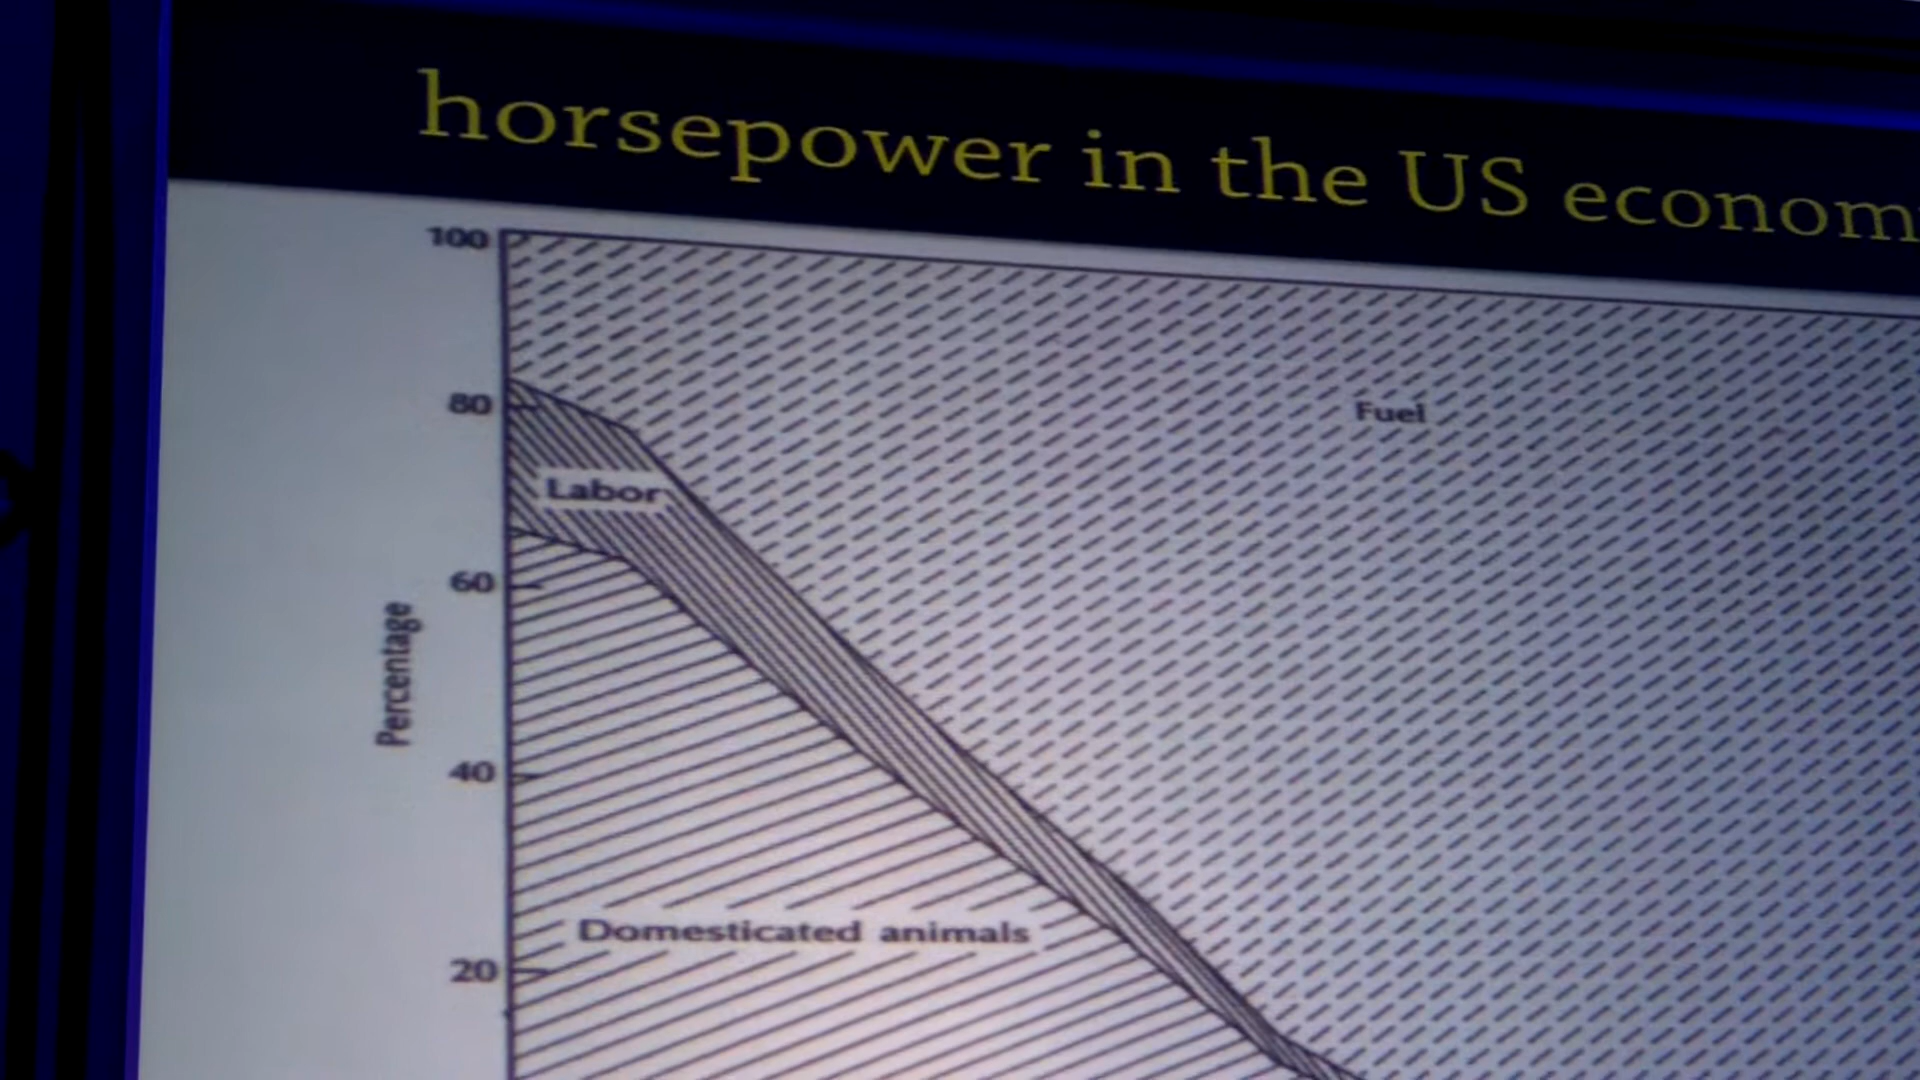 horsepower in the US econom
100
80
60
40
20
Percentage
Fuel
Labor
Domesticated animals